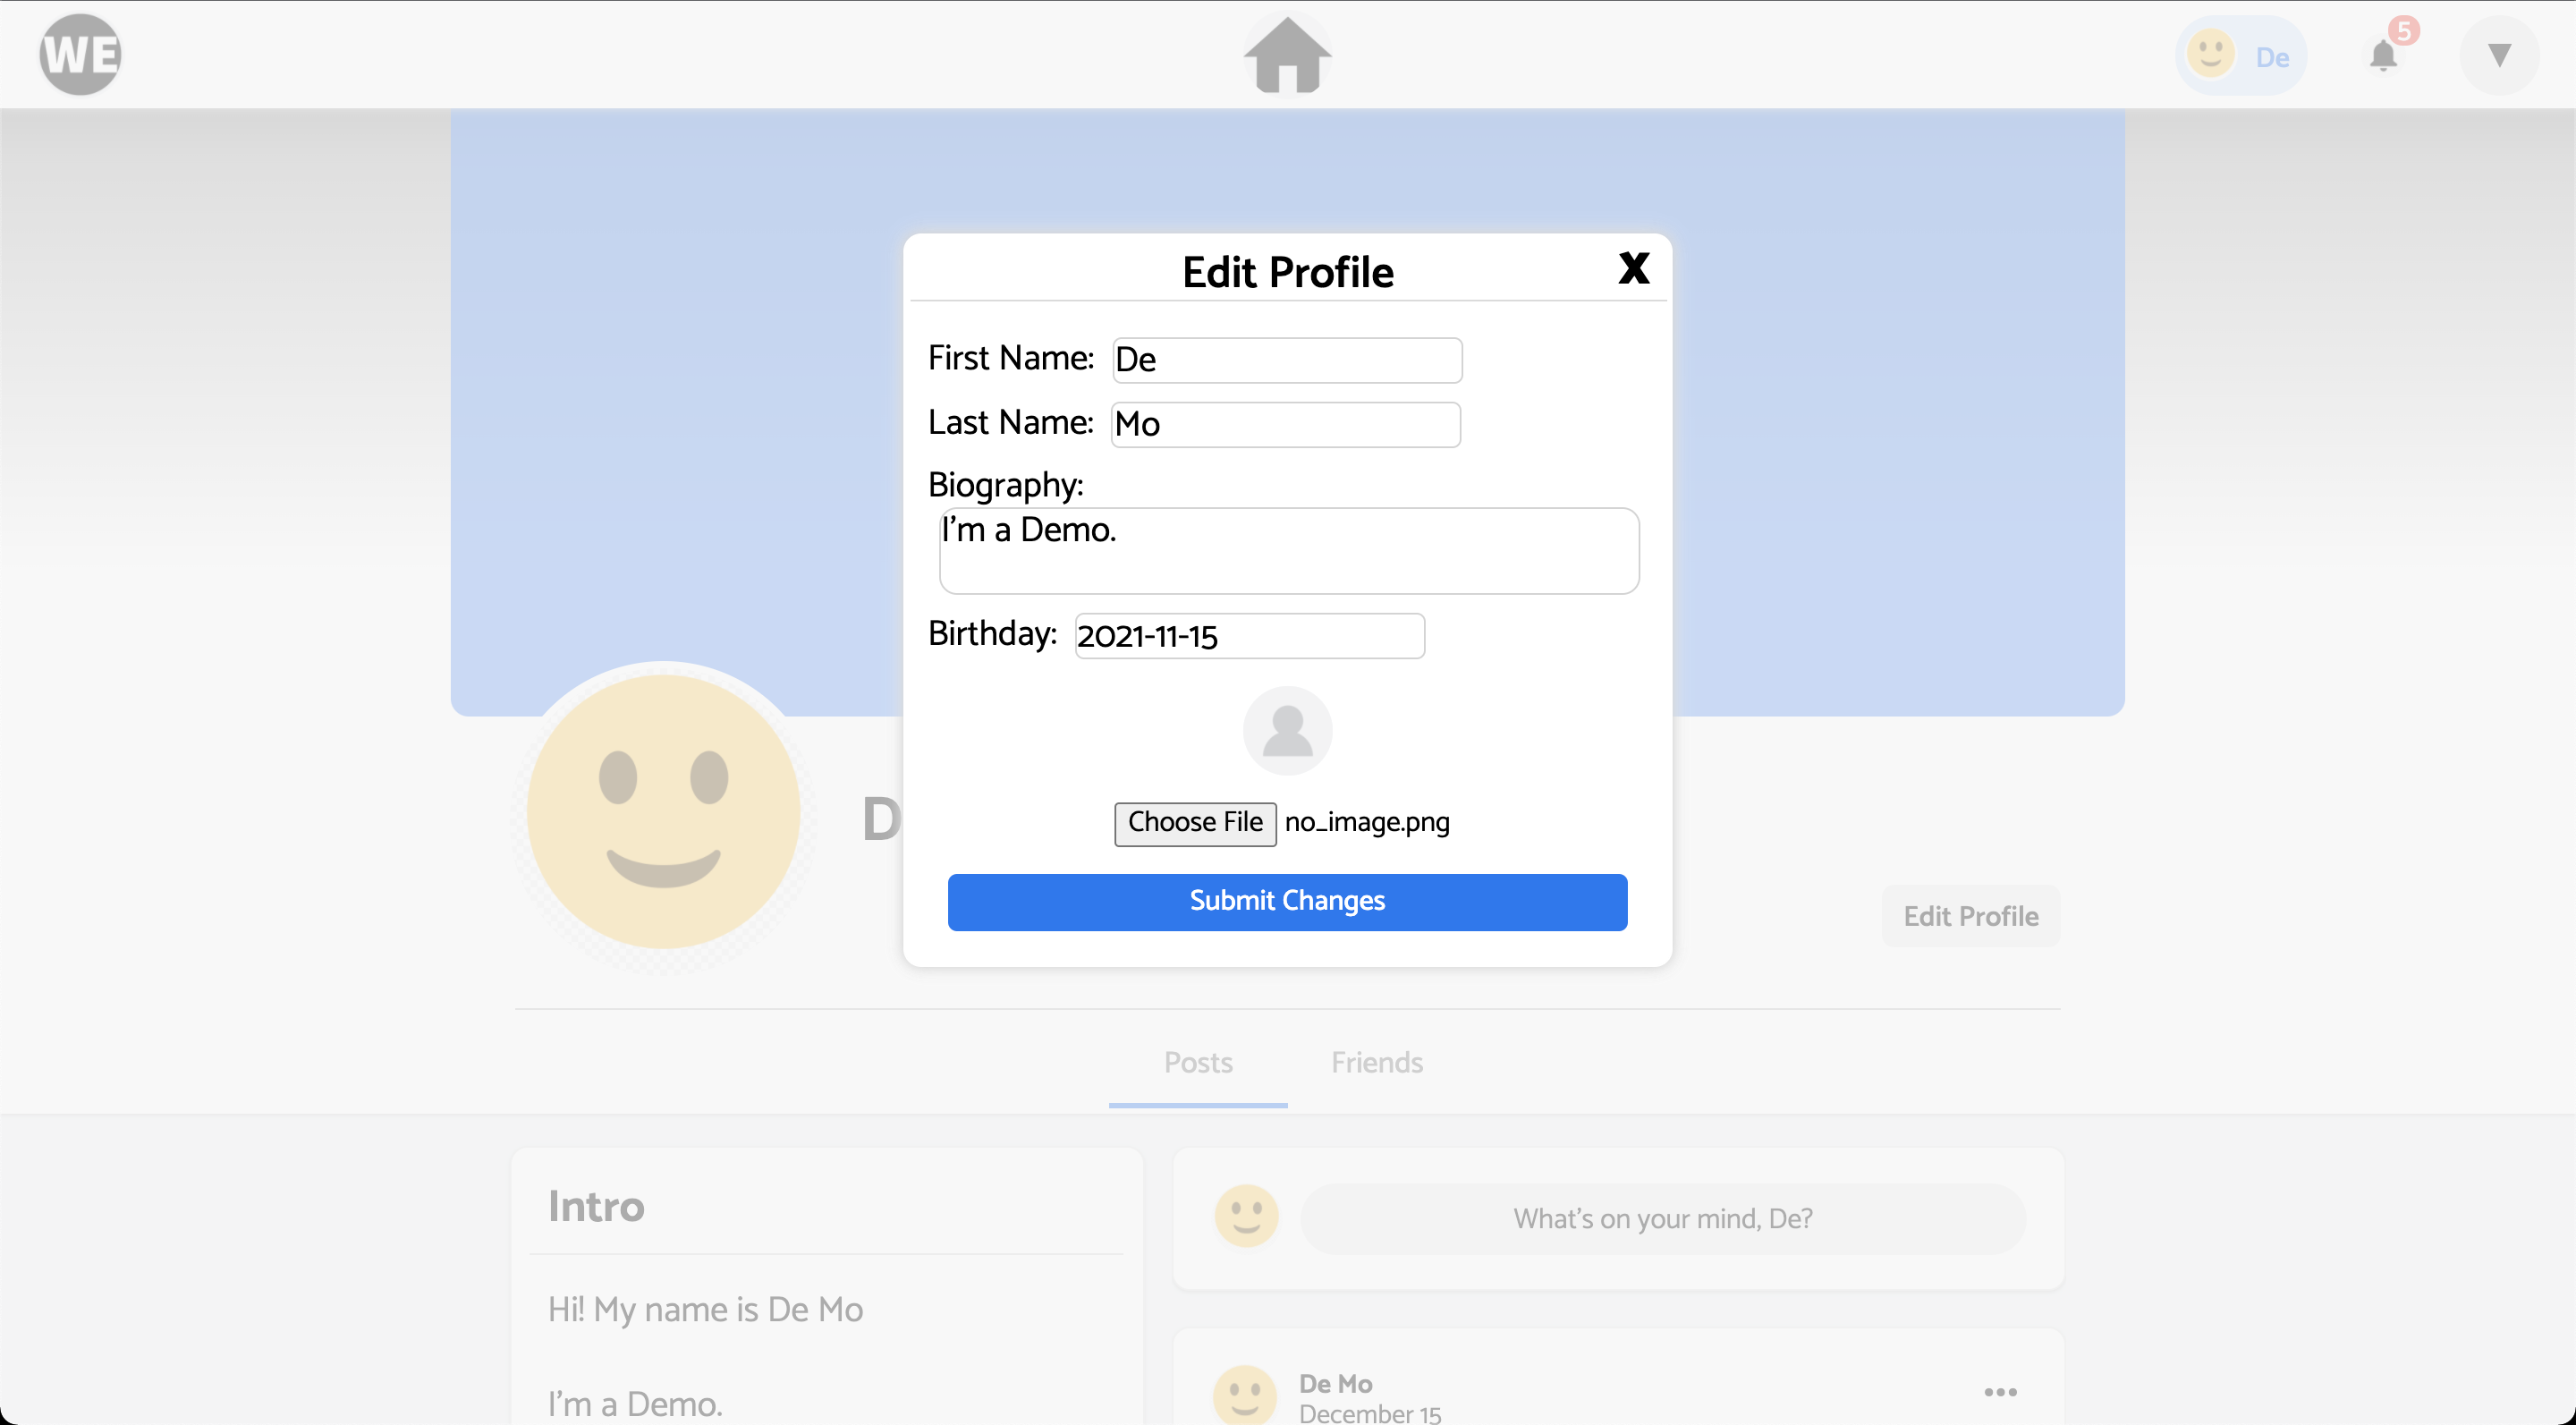 WE
De
5
▼
Edit Profile
X
First Name: De
Last Name: Mo
Biography:
I'm a Demo.
Birthday: 2021-11-15
Choose File no_image.png
Submit Changes
D
Edit Profile
Posts Friends
Intro
Hi! My name is De Mo
I'm a Demo.
What's on your mind, De?
De Mo
•••
December 15